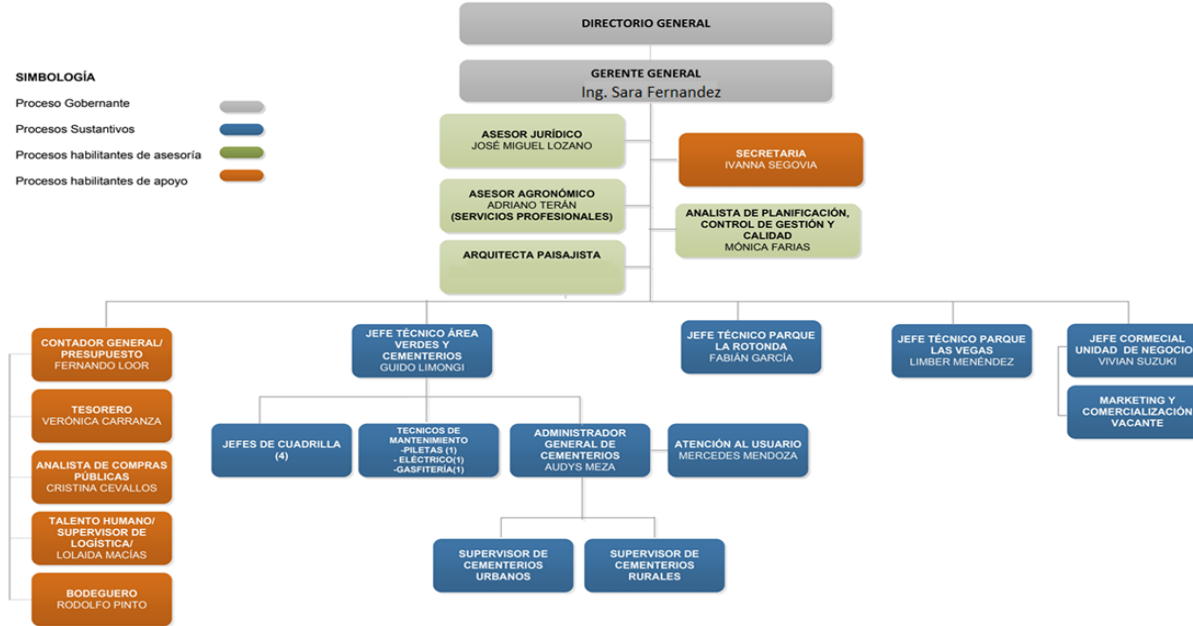 DIRECTORIO GENERAL
GERENTE GENERAL
Ing. Sara Fernandez
SIMBOLOGÍA
Proceso Gobernante
Procesos Sustantivos
Procesos habilitantes de asesoría
Procesos habilitantes de apoyo
ASESOR JURÍDICO
JOSÉ MIGUEL LOZANO
SECRETARIA
IVANNA SEGOVIA
ASESOR AGRONÓMICO
ADRIANO TERÁN
(SERVICIOS PROFESIONALES)
ANALISTA DE PLANIFICACIÓN,
CONTROL DE GESTIÓN Y
CALIDAD
MÓNICA FARIAS
ARQUITECTA PAISAJISTA
CONTADOR GENERAL/
PRESUPUESTO
FERNANDO LOOR
JEFE TÉCNICO ÁREA
VERDES Y
CEMENTERIOS
GUIDO LIMONGI
JEFE TÉCNICO PARQUE
LA ROTONDA
FABIÁN GARCÍA
JEFE TÉCNICO PARQUE
LAS VEGAS
LIMBER MENÉNDEZ
JEFE CORMECIAL
UNIDAD DE NEGOCIO
VIVIAN SUZUKI
TESORERO
VERÓNICA CARRANZA
MARKETING Y
COMERCIALIZACIÓN
VACANTE
JEFES DE CUADRILLA
(4)
TECNICOS DE
MANTENIMIENTO
-PILETAS (1)
- ELÉCTRICO(1)
-GASFITERÍA(1)
ADMINISTRADOR
GENERAL DE
CEMENTERIOS
AUDYS MEZA
ATENCIÓN AL USUARIO
MERCEDES MENDOZA
ANALISTA DE COMPRAS
PÚBLICAS
CRISTINA CEVALLOS
TALENTO HUMANO/
SUPERVISOR DE
LOGÍSTICA/
LOLAIDA MACÍAS
SUPERVISOR DE
CEMENTERIOS
URBANOS
SUPERVISOR DE
CEMENTERIOS
RURALES
BODEGUERO
RODOLFO PINTO